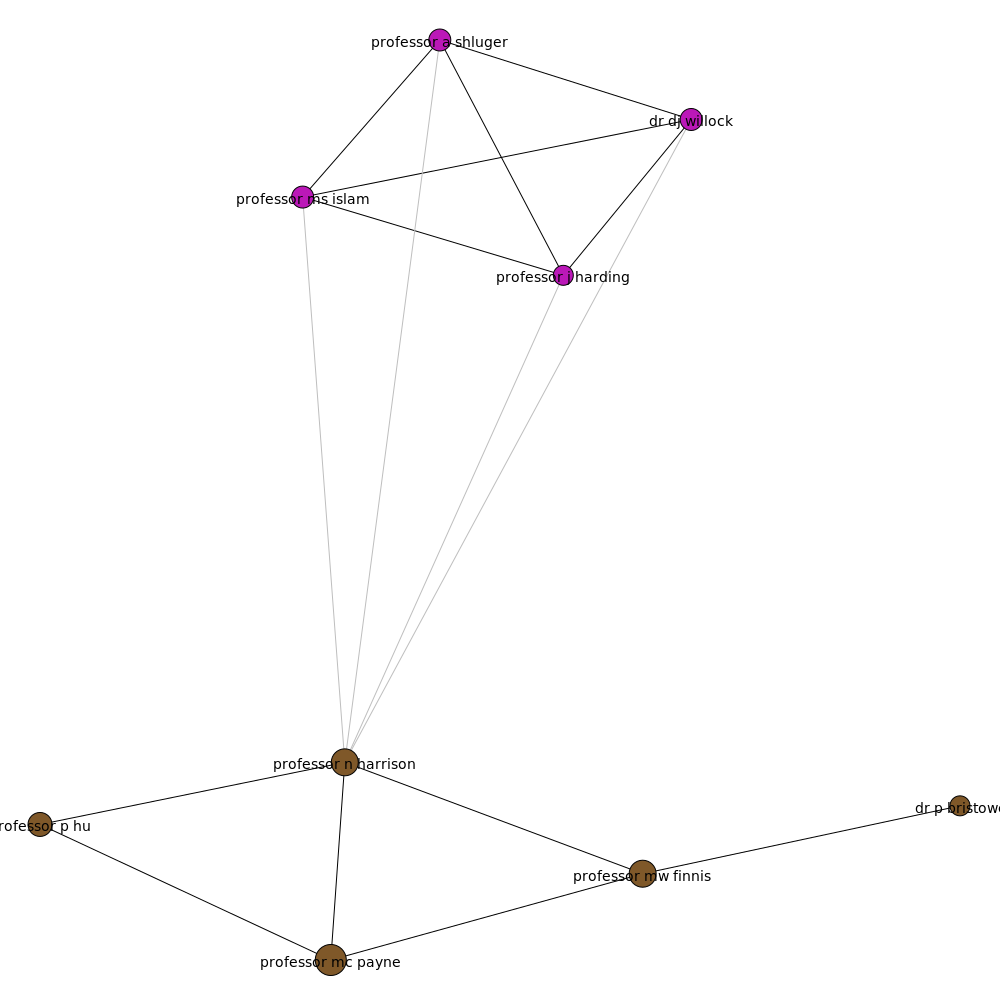 professor a shluger
dr dj willock
professor ms islam
professor j harding
professor n harrison
dr p bristowe
rofessor p hu
professor mw finnis
professor mc payne